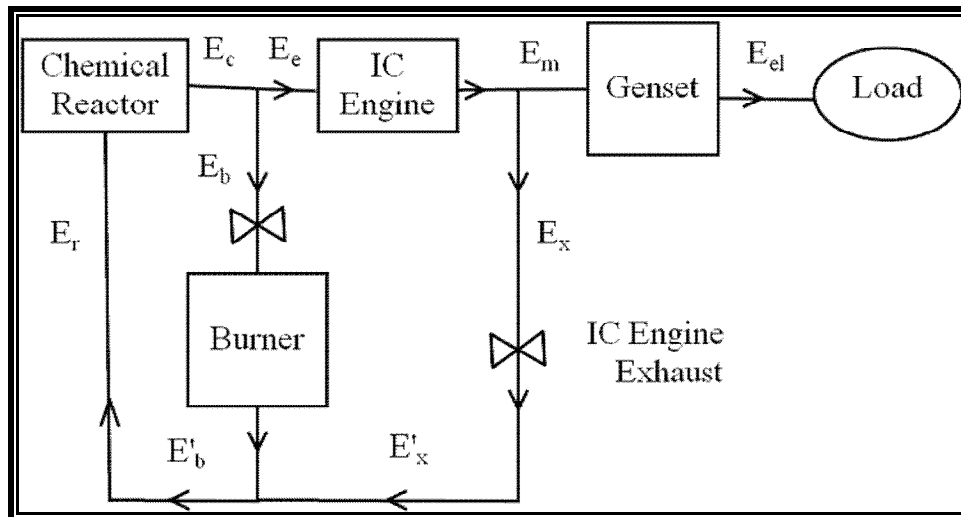 Chemical
Reactor
E_c
E_e
IC
Engine
E_m
Genset
E_el
Load
E_b
E_r
E_x
Burner
IC Engine
Exhaust
E'_b
E'_x